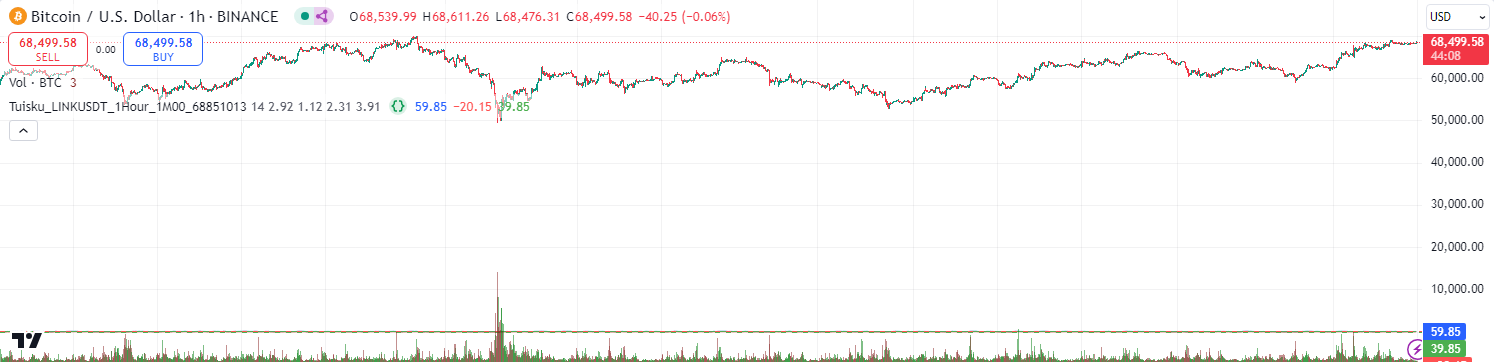 Bitcoin / U.S. Dollar · 1h · BINANCE O68,539.99 H68,611.26 L68,476.31 C68,499.58 −40.25 (−0.06%)
USD
68,499.58 SELL
0.00
68,499.58 BUY
68,499.58
44:08
Vol · BTC 3
60,000.00
Tuisku_LINKUSDT_1Hour_1M00_68851013 14 2.92 1.12 2.31 3.91 {} 59.85 −20.15 39.85
50,000.00
40,000.00
30,000.00
20,000.00
10,000.00
59.85
39.85